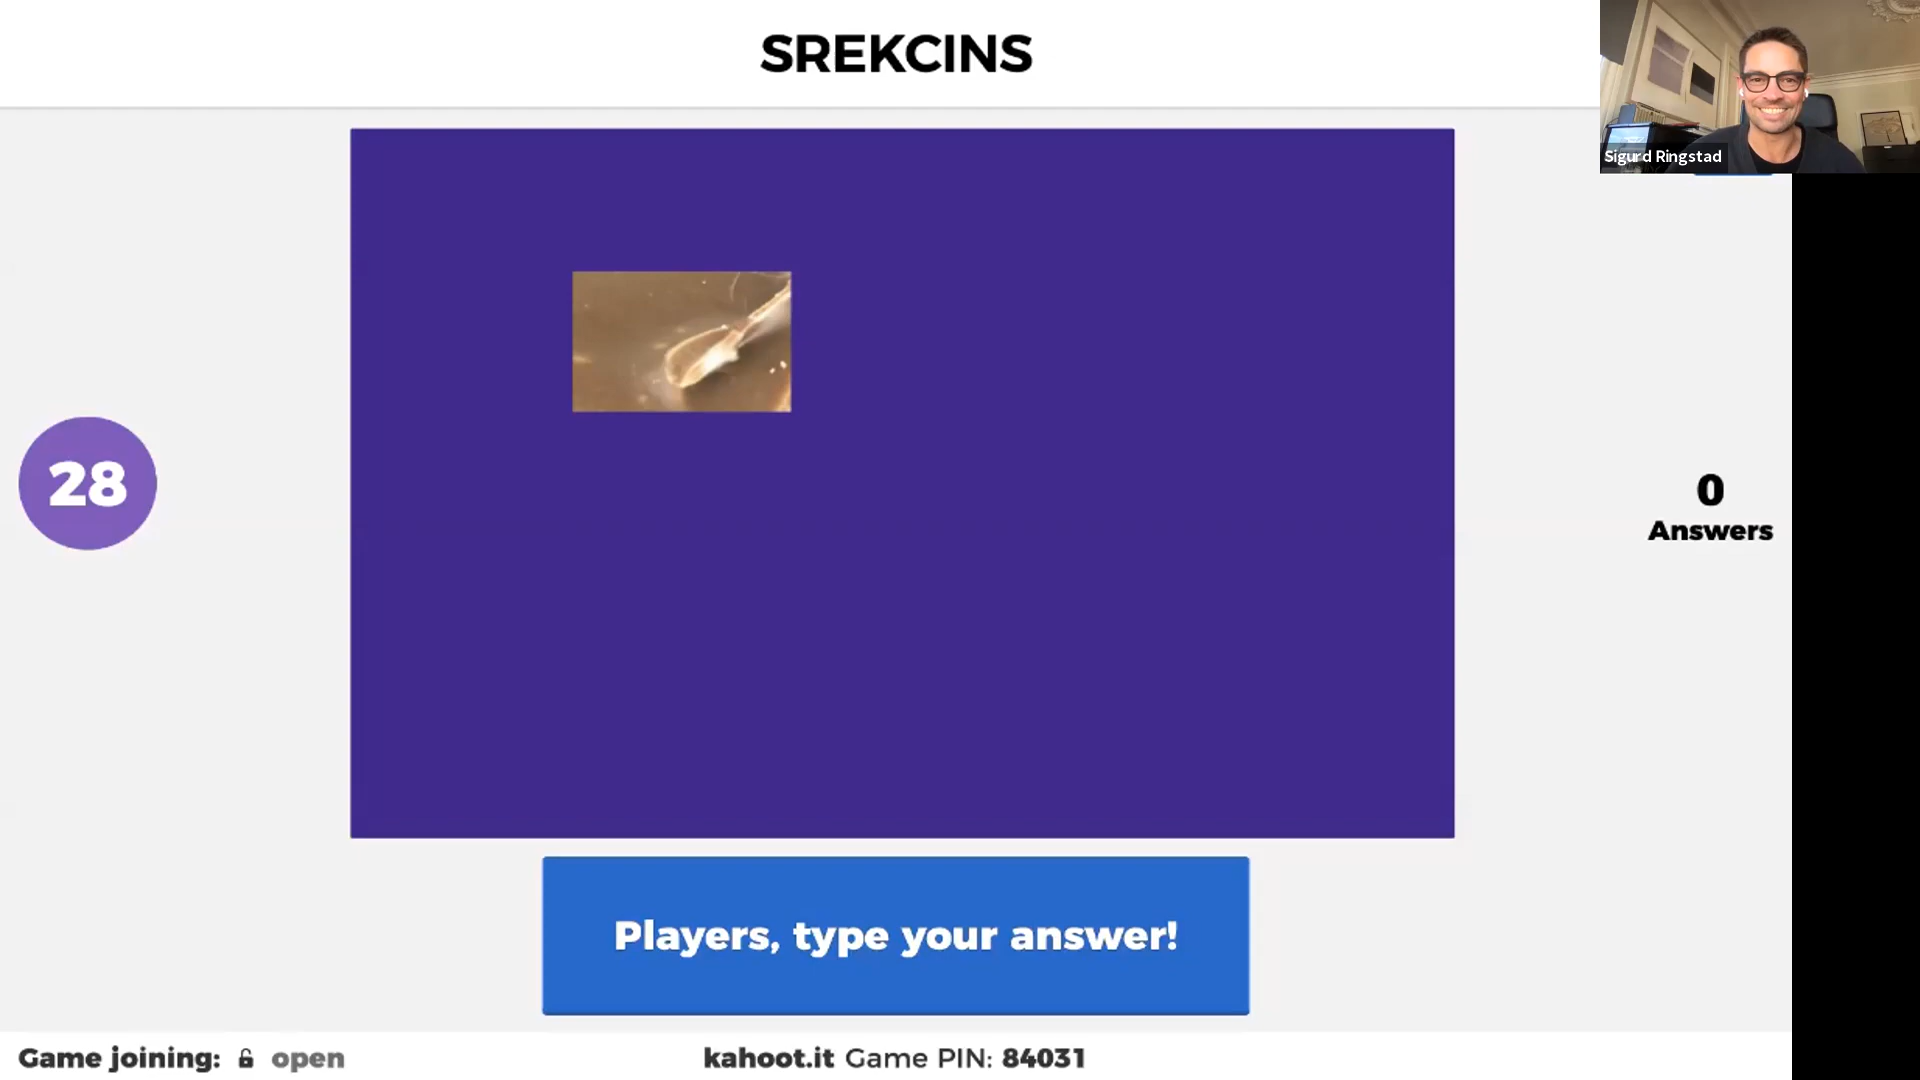 SREKCINS
Sigurd Ringstad
28
0
Answers
Players, type your answer!
Game joining: open
kahoot.it Game PIN: 84031